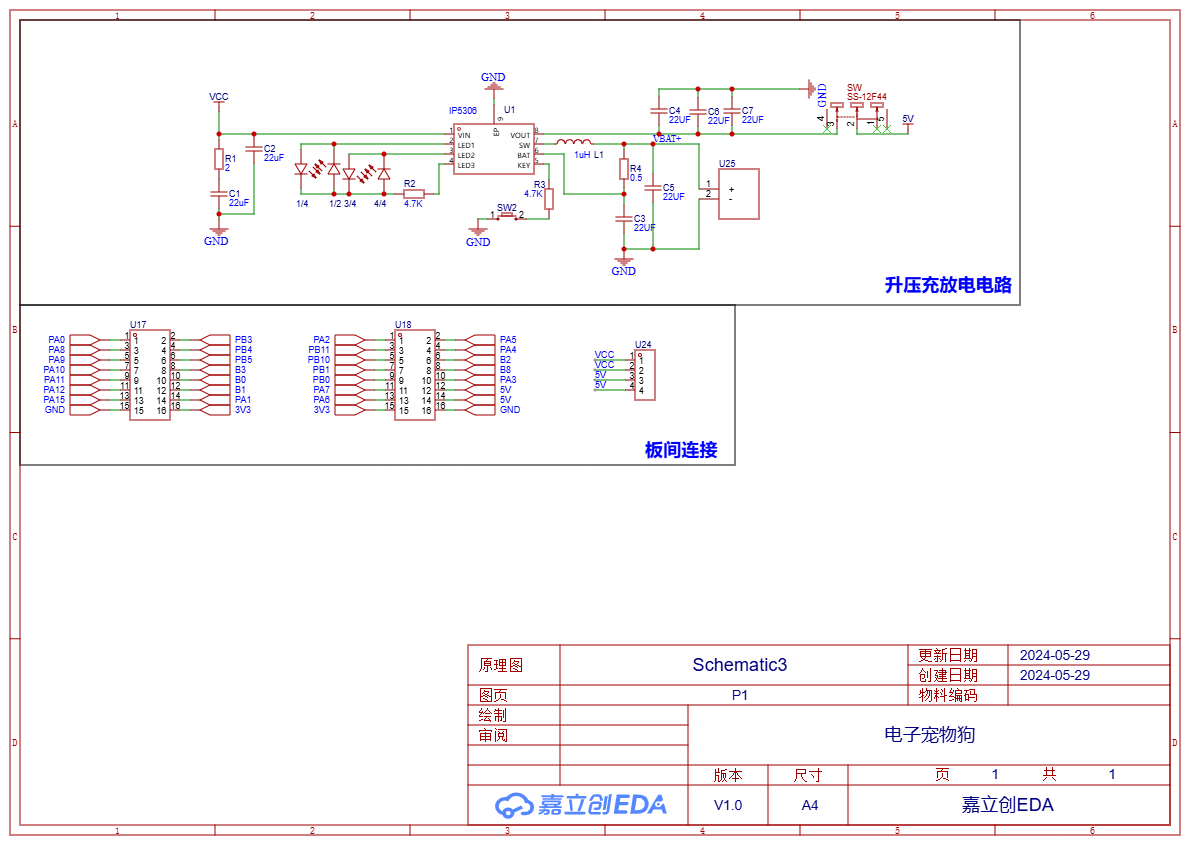 1 2 3 4 5 6
A A
VCC
R1
2
C2
22uF
C1
22uF
GND
1/4 1/2 3/4 4/4
R2
4.7K
GND
IP5306 U1
EP 9
1 VIN VOUT 8
2 LED1 SW 7
3 LED2 BAT 6
4 LED3 KEY 5
R3
4.7K
SW2
1 2
GND
1uH L1
VBAT+
C4
22UF
C6
22UF
C7
22UF
GND
R4
0.5
C5
22UF
C3
22UF
GND
U25
1 +
2 -
SW
SS-12F44
4 3 2 1 5
5V
升压充放电电路
B B
U17
PA0 1 1 2 2 PB3
PA8 3 3 4 4 PB4
PA9 5 5 6 6 PB5
PA10 7 7 8 8 B3
PA11 9 9 10 10 B0
PA12 11 11 12 12 B1
PA15 13 13 14 14 PA1
GND 15 15 16 16 3V3
U18
PA2 1 1 2 2 PA5
PB11 3 3 4 4 PA4
PB10 5 5 6 6 B2
PB1 7 7 8 8 B8
PB0 9 9 10 10 PA3
PA7 11 11 12 12 5V
PA6 13 13 14 14 5V
3V3 15 15 16 16 GND
U24
VCC 1 1
VCC 2 2
5V 3 3
5V 4 4
板间连接
C C
原理图 Schematic3 更新日期 2024-05-29
创建日期 2024-05-29
图页 P1 物料编码
绘制
审阅
电子宠物狗
D D
版本 尺寸 页 1 共 1
嘉立创EDA V1.0 A4 嘉立创EDA
1 2 3 4 5 6